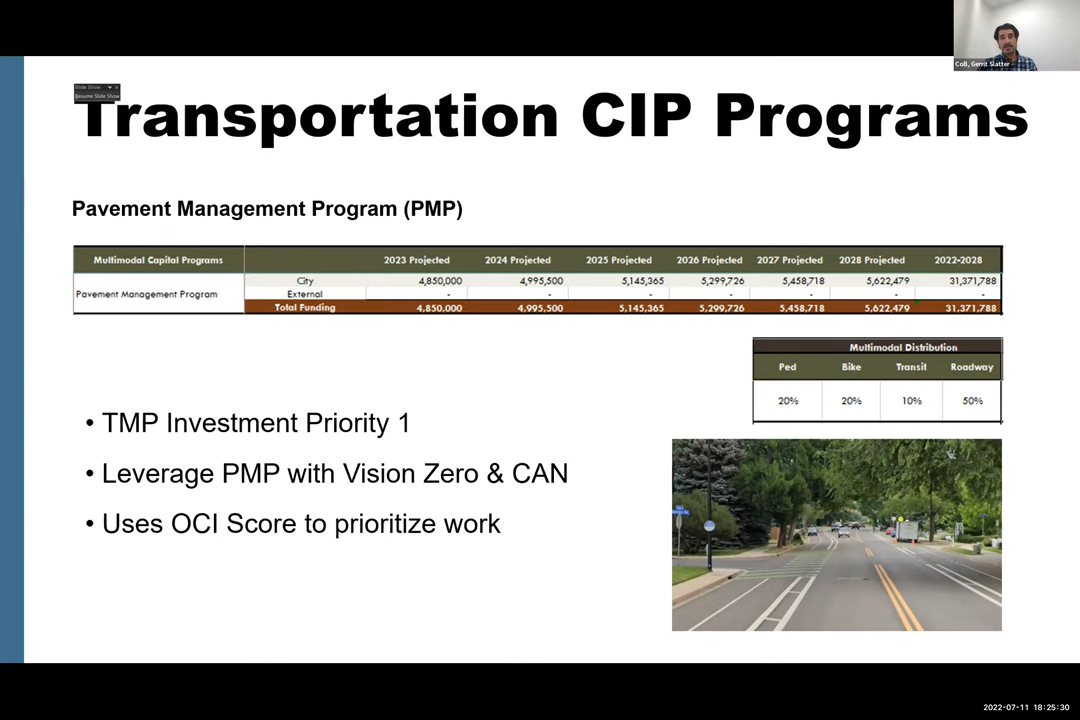 CoB, Gerrit Slatter
Slide Show
Resume Slide Show
Transportation CIP Programs
Pavement Management Program (PMP)
Multimodal Capital Programs 2023 Projected 2024 Projected 2025 Projected 2026 Projected 2027 Projected 2028 Projected 2022-2028
City 4,850,000 4,995,500 5,145,365 5,299,726 5,458,718 5,622,479 31,371,788
Pavement Management Program External - - - - - - -
Total Funding 4,850,000 4,995,500 5,145,365 5,299,726 5,458,718 5,622,479 31,371,788
Multimodal Distribution
Ped Bike Transit Roadway
20% 20% 10% 50%
• TMP Investment Priority 1
• Leverage PMP with Vision Zero & CAN
• Uses OCI Score to prioritize work
2022-07-11 18:25:30